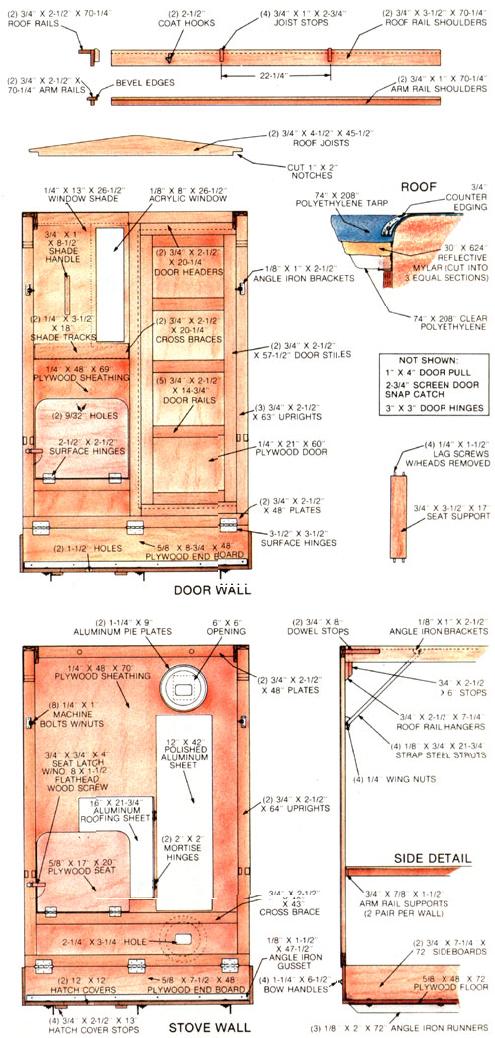 (2) 3/4" X 2-1/2" X 70-1/4"
ROOF RAILS
(2) 2-1/2"
COAT HOOKS
(4) 3/4" X 1" X 2-3/4"
JOIST STOPS
(2) 3/4" X 3-1/2" X 70-1/4"
ROOF RAIL SHOULDERS
22-1/4"
(2) 3/4" X 2-1/2" X
70-1/4" ARM RAILS
BEVEL EDGES
(2) 3/4" X 1" X 70-1/4"
ARM RAIL SHOULDERS
(2) 3/4" X 4-1/2" X 45-1/2"
ROOF JOISTS
CUT 1" X 2"
NOTCHES
1/4" X 13" X 26-1/2"
WINDOW SHADE
1/8" X 8" X 26-1/2"
ACRYLIC WINDOW
3/4" X 1"
X 8-1/2"
SHADE
HANDLE
(2) 3/4" X 2-1/2"
X 20-1/4"
DOOR HEADERS
1/8" X 1" X 2-1/2"
ANGLE IRON BRACKETS
(2) 1/4" X 3-1/2"
X 18"
SHADE TRACKS
(2) 3/4" X 2-1/2"
X 20-1/4
CROSS BRACES
(2) 3/4" X 2-1/2"
X 57-1/2" DOOR STILES
1/4" X 48" X 69"
PLYWOOD SHEATHING
(5) 3/4" X 2-1/2"
X 14-3/4"
DOOR RAILS
(2) 9/32" HOLES
(3) 3/4" X 2-1/2"
X 63" UPRIGHTS
2-1/2" X 2-1/2"
SURFACE HINGES
1/4" X 21" X 60"
PLYWOOD DOOR
(2) 3/4" X 2-1/2"
X 48" PLATES
3-1/2" X 3-1/2"
SURFACE HINGES
(2) 1-1/2" HOLES
5/8" X 8-3/4 X 48"
PLYWOOD END BOARD
DOOR WALL
ROOF
74" X 208"
POLYETHYLENE TARP
3/4"
COUNTER
EDGING
30" X 624"
REFLECTIVE
MYLAR (CUT INTO
3 EQUAL SECTIONS)
74" X 208" CLEAR
POLYETHYLENE
NOT SHOWN:
1" X 4" DOOR PULL
2-3/4" SCREEN DOOR
SNAP CATCH
3" X 3" DOOR HINGES
(4) 1/4" X 1-1/2"
LAG SCREWS
W/HEADS REMOVED
3/4" X 3-1/2" X 17"
SEAT SUPPORT
(2) 1-1/4" X 9"
ALUMINUM PIE PLATES
6" X 6"
OPENING
1/4" X 48" X 70"
PLYWOOD SHEATHING
(2) 3/4" X 2-1/2"
X 48" PLATES
(8) 1/4" X 1"
MACHINE
BOLTS W/NUTS
12" X 42"
POLISHED
ALUMINUM
SHEET
3/4" X 3/4" X 4"
SEAT LATCH
W/NO. 8 X 1-1/2"
FLATHEAD
WOOD SCREW
16" X 21-3/4"
ALUMINUM
ROOFING SHEET
(2) 3/4" X 2-1/2"
X 64" UPRIGHTS
(2) 2" X 2"
MORTISE
HINGES
5/8" X 17" X 20"
PLYWOOD SEAT
3/4" X 2-1/2"
X 43"
CROSS BRACE
2-1/4 X 3-1/4" HOLE
1/8" X 1-1/2"
X 47-1/2"
ANGLE IRON
GUSSET
(2) 12" X 12"
HATCH COVERS
5/8" X 7-1/2" X 48"
PLYWOOD END BOARD
(4) 3/4" X 2-1/2" X 13"
HATCH COVER STOPS
STOVE WALL
(2) 3/4" X 8"
DOWEL STOPS
1/8" X 1" X 2-1/2"
ANGLE IRON BRACKETS
3/4" X 2-1/2"
X 6" STOPS
3/4" X 2-1/2" X 7-1/4"
ROOF RAIL HANGERS
(4) 1/8" X 3/4 X 21-3/4"
STRAP STEEL STRUTS
(4) 1/4" WING NUTS
SIDE DETAIL
3/4" X 7/8" X 1-1/2"
ARM RAIL SUPPORTS
(2 PAIR PER WALL)
(2) 3/4" X 7-1/4 X
72" SIDEBOARDS
(4) 1-1/4" X 6-1/2"
BOW HANDLES
5/8" X 48" X 72"
PLYWOOD FLOOR
(3) 1/8" X 2" X 72" ANGLE IRON RUNNERS